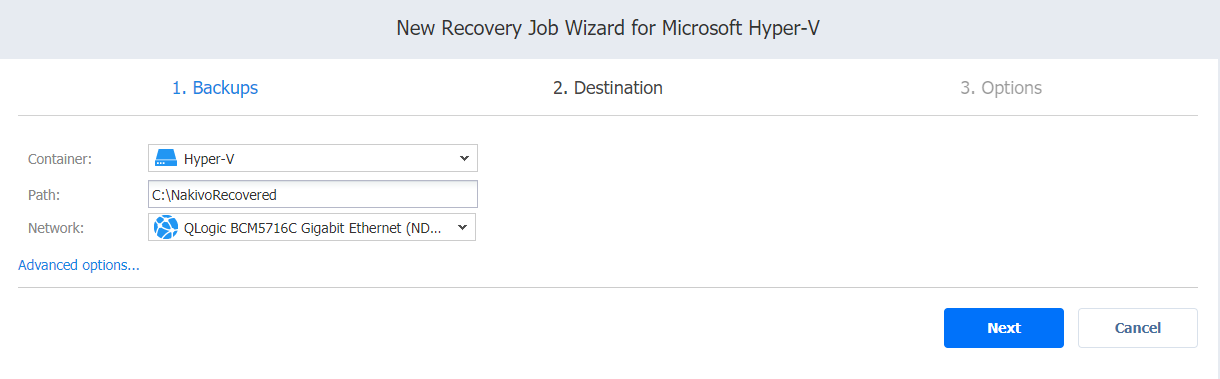 New Recovery Job Wizard for Microsoft Hyper-V
1. Backups 2. Destination 3. Options
Container: Hyper-V
Path: C:\NakivoRecovered
Network: QLogic BCM5716C Gigabit Ethernet (ND...
Advanced options...
Next Cancel